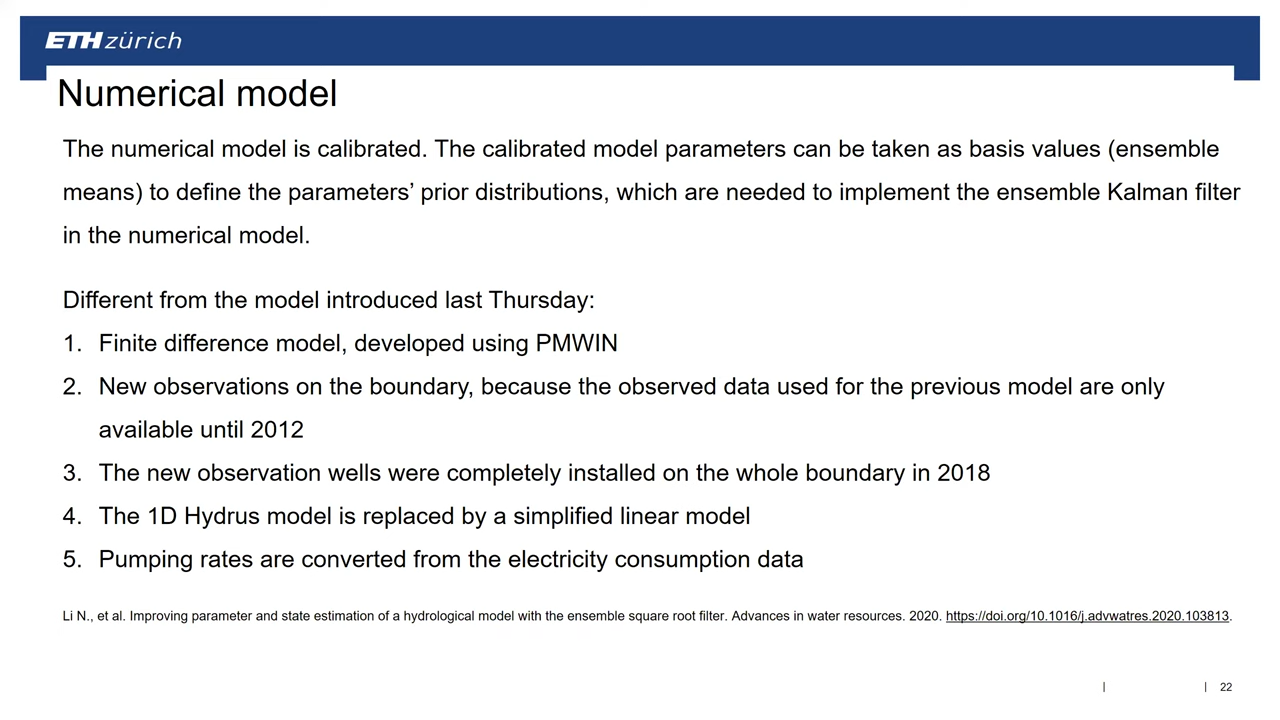 ETH zürich
Numerical model
The numerical model is calibrated. The calibrated model parameters can be taken as basis values (ensemble
means) to define the parameters’ prior distributions, which are needed to implement the ensemble Kalman filter
in the numerical model.
Different from the model introduced last Thursday:
1. Finite difference model, developed using PMWIN
2. New observations on the boundary, because the observed data used for the previous model are only
available until 2012
3. The new observation wells were completely installed on the whole boundary in 2018
4. The 1D Hydrus model is replaced by a simplified linear model
5. Pumping rates are converted from the electricity consumption data
Li N., et al. Improving parameter and state estimation of a hydrological model with the ensemble square root filter. Advances in water resources. 2020. https://doi.org/10.1016/j.advwatres.2020.103813.
| | 22